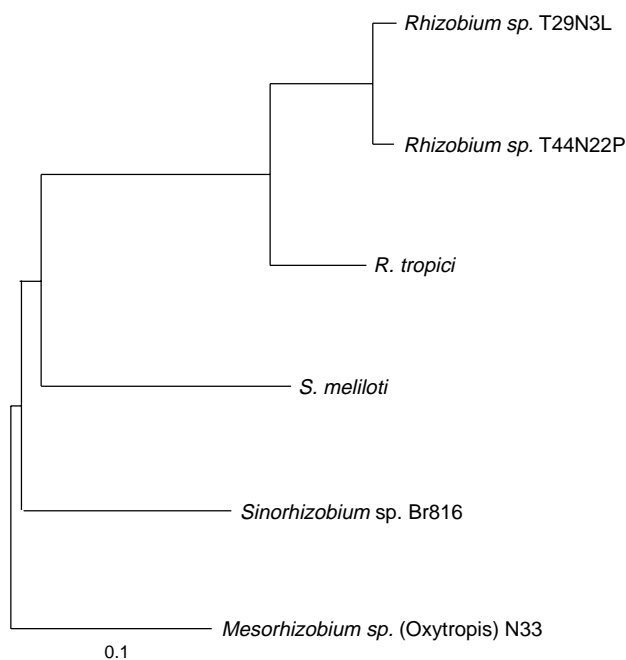 Rhizobium sp. T29N3L
Rhizobium sp. T44N22P
R. tropici
S. meliloti
Sinorhizobium sp. Br816
Mesorhizobium sp. (Oxytropis) N33
0.1